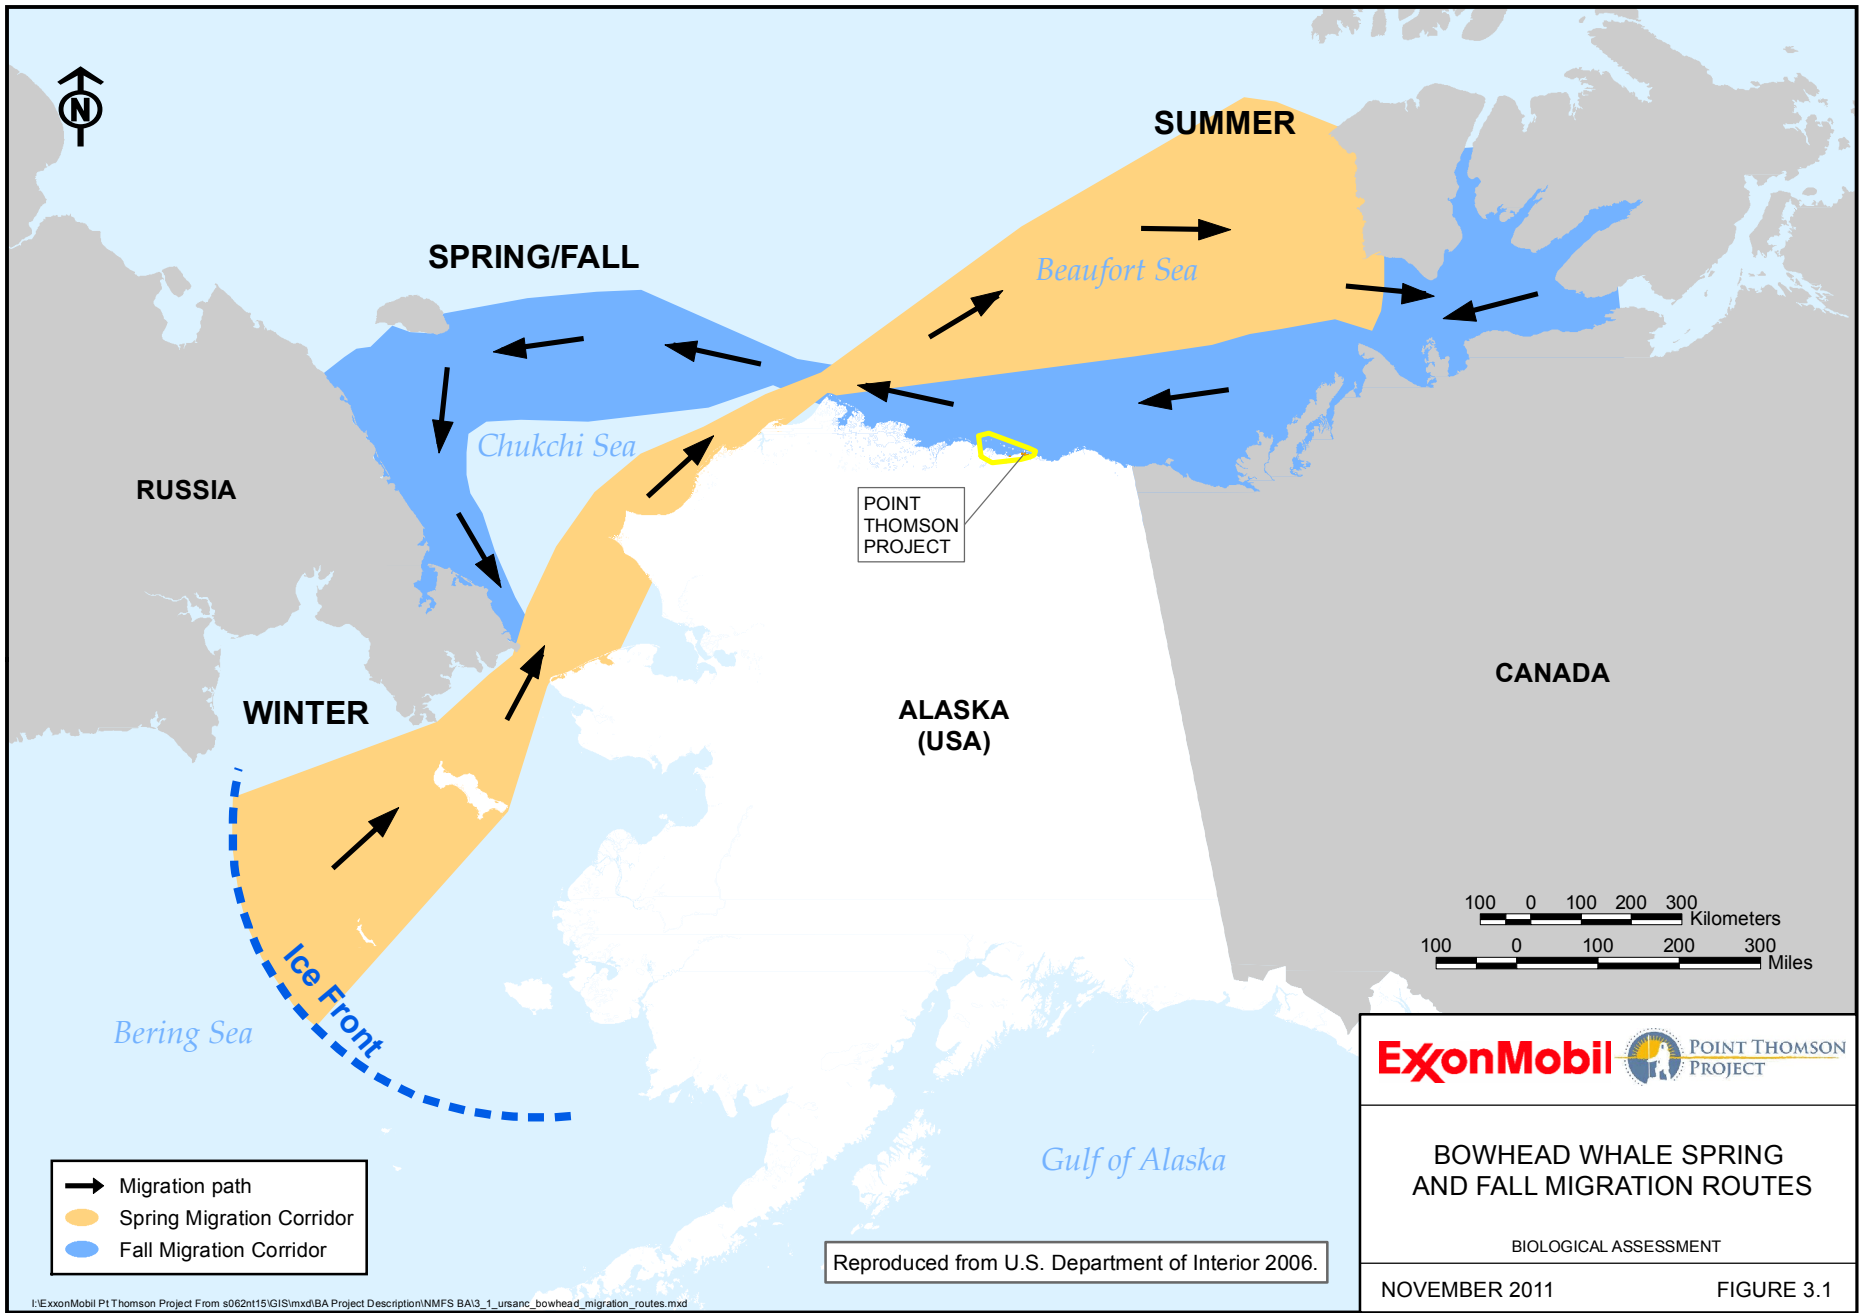 N
SUMMER
SPRING/FALL
Beaufort Sea
Chukchi Sea
RUSSIA
POINT
THOMSON
PROJECT
CANADA
WINTER
ALASKA
(USA)
100 0 100 200 300
Kilometers
100 0 100 200 300
Miles
Ice Front
Bering Sea
Gulf of Alaska
Migration path
Spring Migration Corridor
Fall Migration Corridor
Reproduced from U.S. Department of Interior 2006.
ExxonMobil
POINT THOMSON
PROJECT
BOWHEAD WHALE SPRING
AND FALL MIGRATION ROUTES
BIOLOGICAL ASSESSMENT
NOVEMBER 2011
FIGURE 3.1
I:\ExxonMobil Pt Thomson Project From s062nt15\GIS\mxd\BA Project Description\NMFS BA\3_1_ursanc_bowhead_migration_routes.mxd